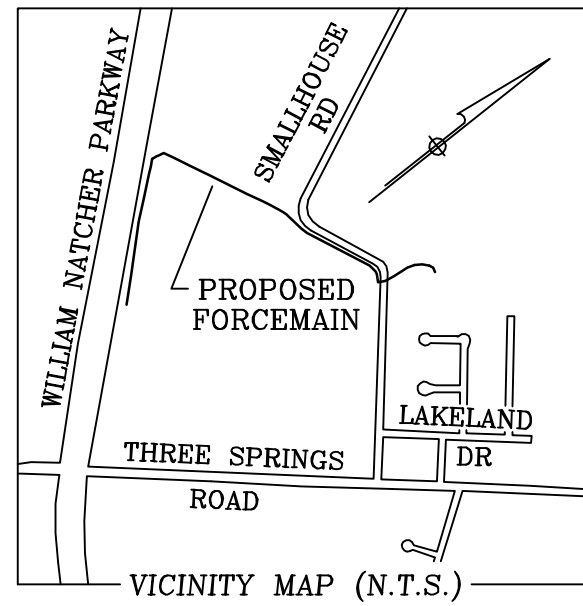 WILLIAM NATCHER PARKWAY
SMALLHOUSE
RD
PROPOSED
FORCEMAIN
LAKELAND
DR
THREE SPRINGS
ROAD
VICINITY MAP (N.T.S.)